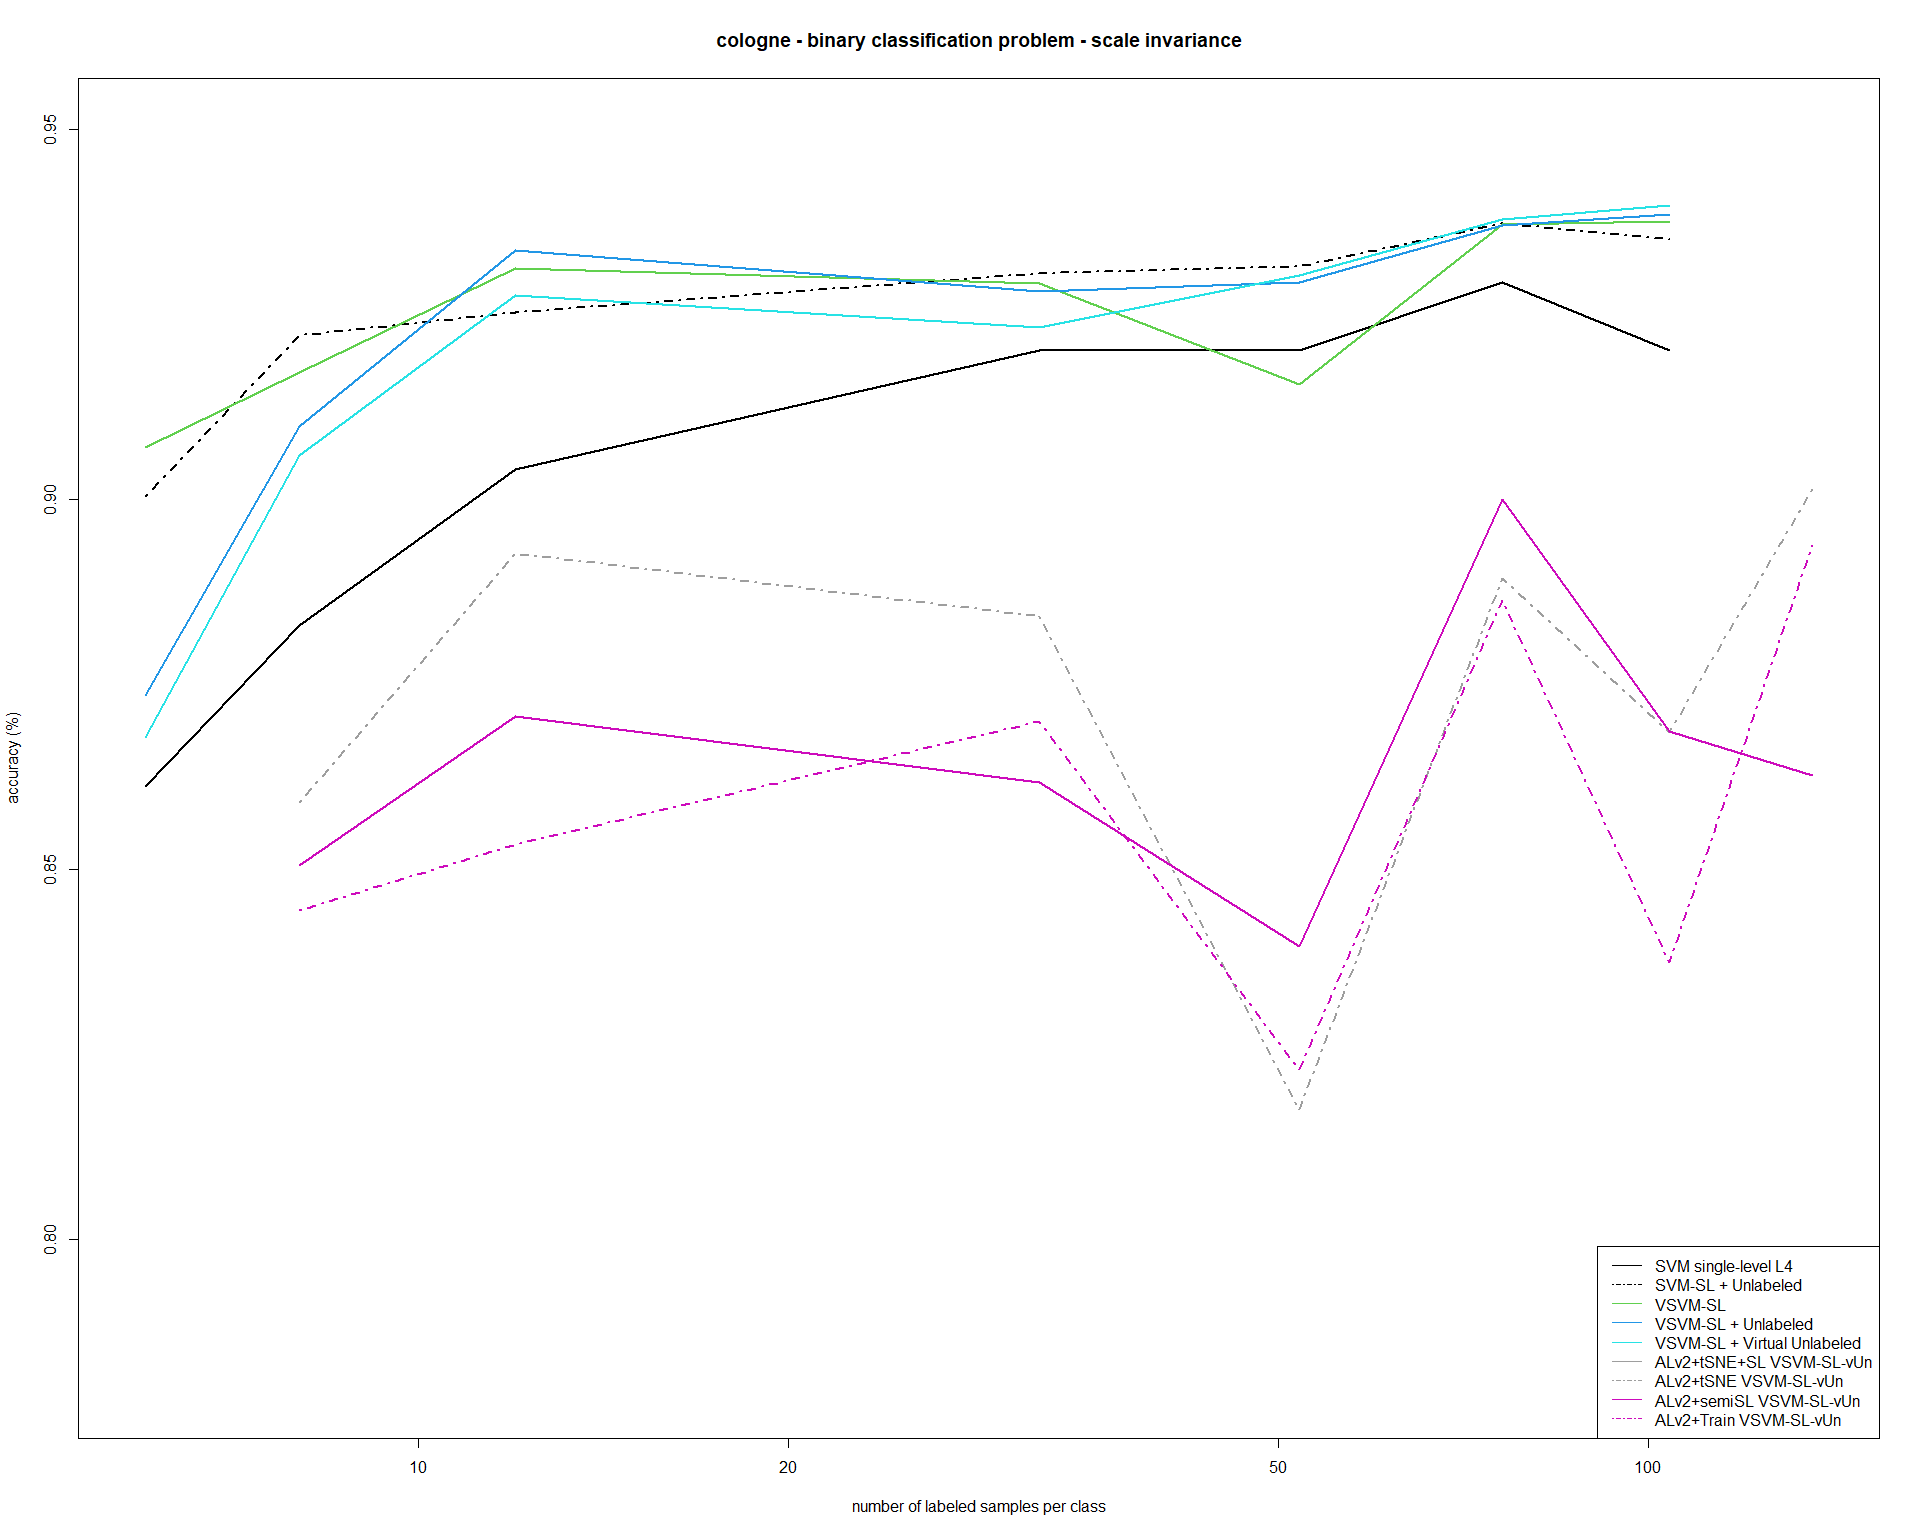 cologne - binary classification problem - scale invariance
0.95
0.90
0.85
0.80
accuracy (%)
SVM single-level L4
SVM-SL + Unlabeled
VSVM-SL
VSVM-SL + Unlabeled
VSVM-SL + Virtual Unlabeled
ALv2+tSNE+SL VSVM-SL-vUn
ALv2+tSNE VSVM-SL-vUn
ALv2+semiSL VSVM-SL-vUn
ALv2+Train VSVM-SL-vUn
10 20 50 100
number of labeled samples per class